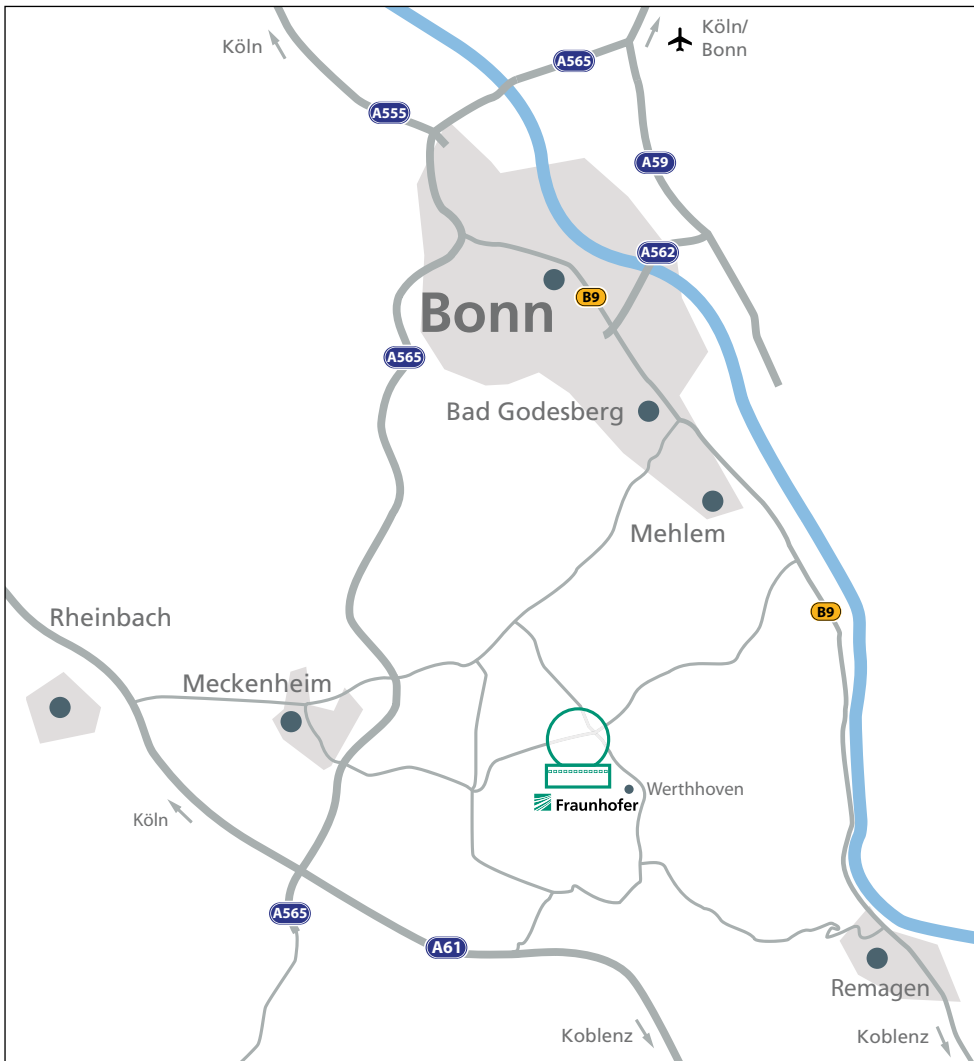 Köln
Köln/
Bonn
A565
A555
A59
A562
B9
Bonn
A565
Bad Godesberg
Mehlem
B9
Rheinbach
Meckenheim
Werthhoven
Fraunhofer
Köln
A565
A61
Remagen
Koblenz
Koblenz